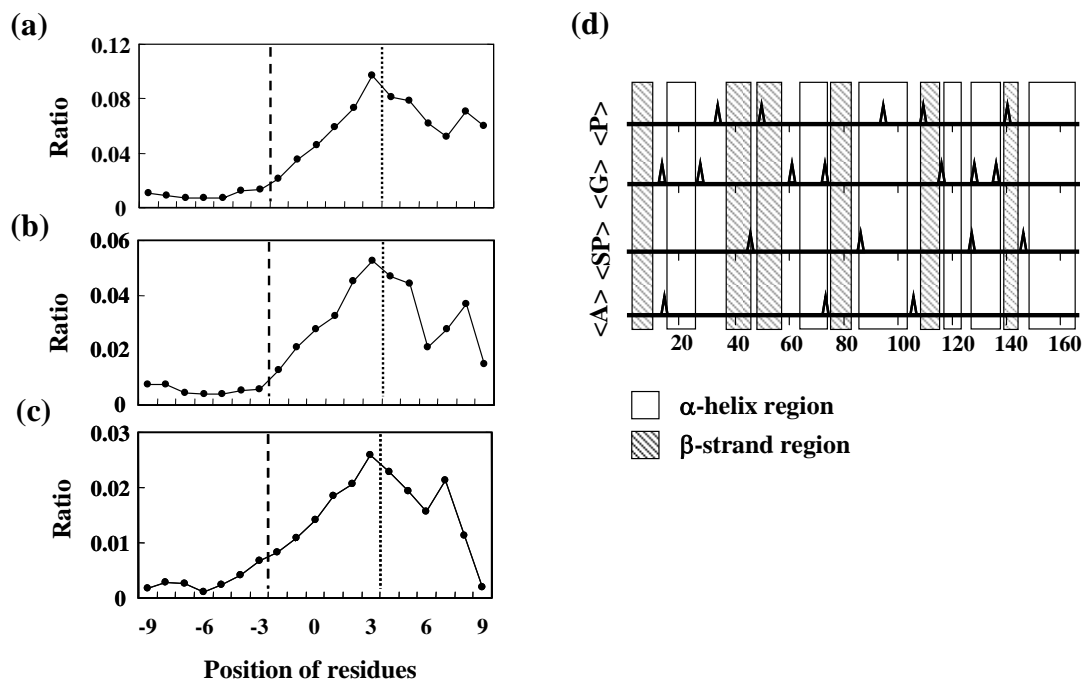 (a)
0.12
0.08
0.04
0
Ratio
(b)
0.06
0.04
0.02
0
Ratio
(c)
0.03
0.02
0.01
0
Ratio
-9 -6 -3 0 3 6 9
Position of residues
(d)
<P>
<G>
<SP>
<A>
20 40 60 80 100 120 140 160
α-helix region
β-strand region